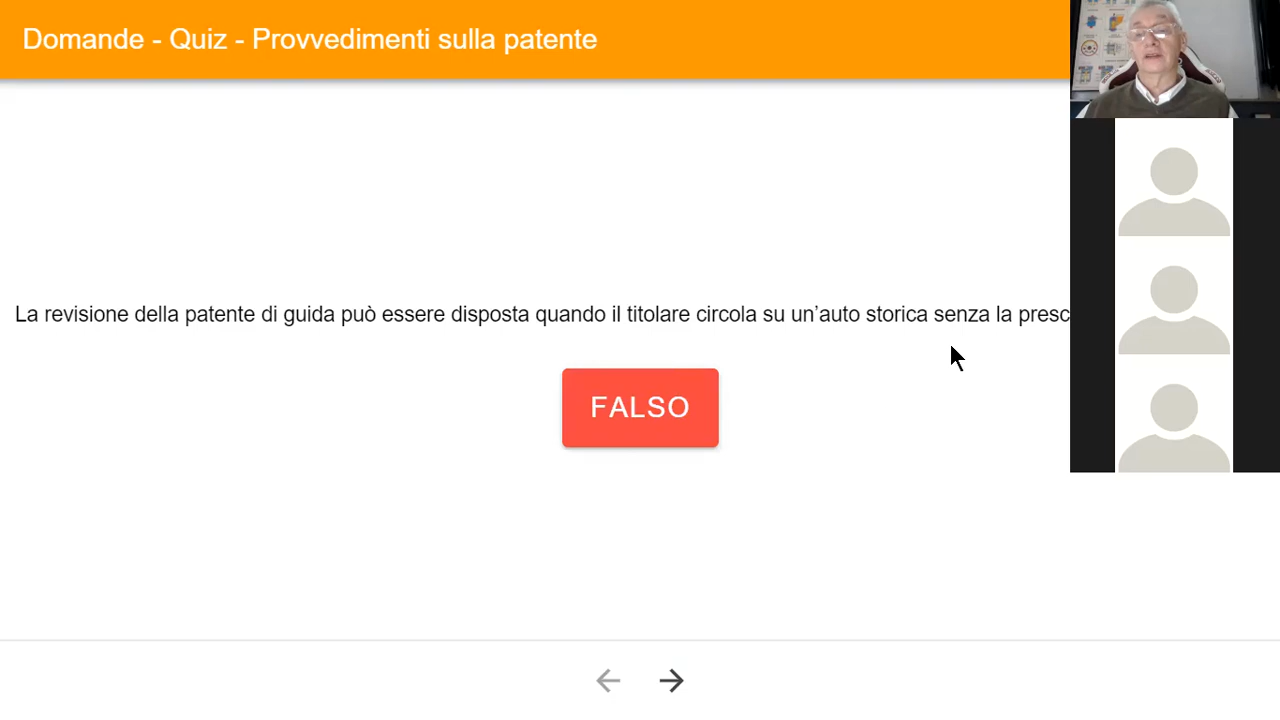 Domande - Quiz - Provvedimenti sulla patente
La revisione della patente di guida può essere disposta quando il titolare circola su un’auto storica senza la presc
FALSO